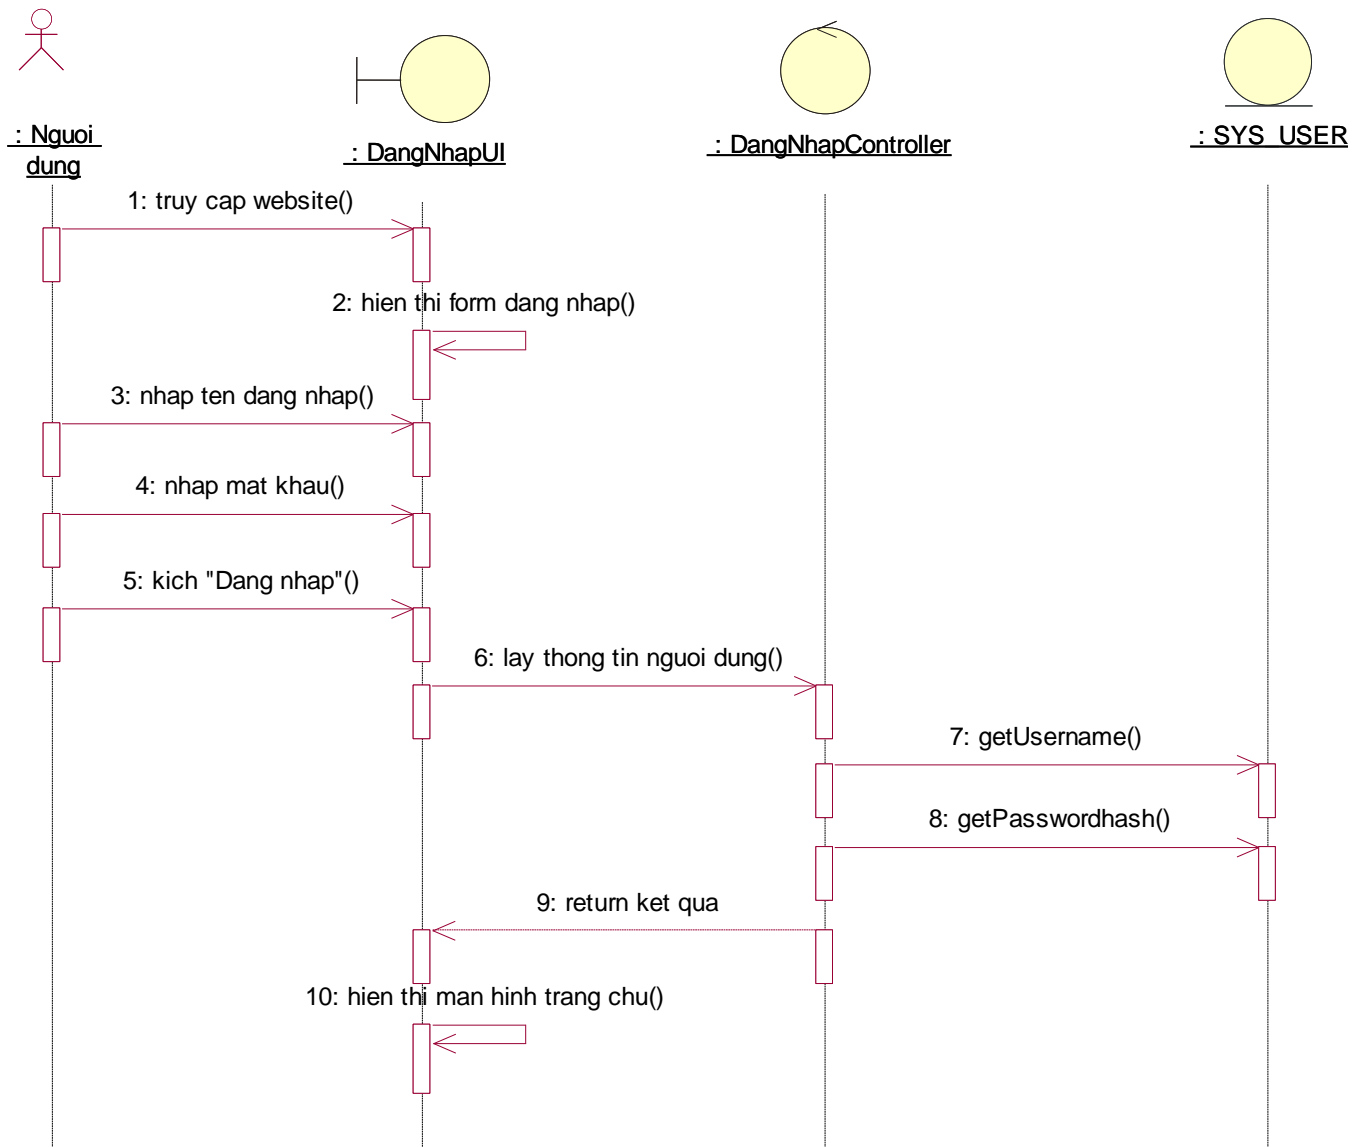 : Nguoi
dung
: DangNhapUI
: DangNhapController
: SYS_USER
1: truy cap website()
2: hien thi form dang nhap()
3: nhap ten dang nhap()
4: nhap mat khau()
5: kich "Dang nhap"()
6: lay thong tin nguoi dung()
7: getUsername()
8: getPasswordhash()
9: return ket qua
10: hien thi man hinh trang chu()